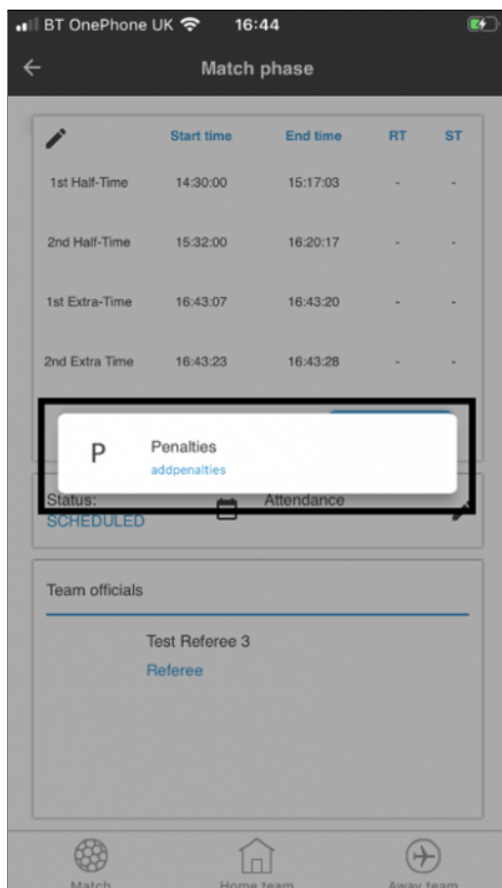 BT OnePhone UK 16:44
Match phase
Start time End time RT ST
1st Half-Time 14:30:00 15:17:03 - -
2nd Half-Time 15:32:00 16:20:17 - -
1st Extra-Time 16:43:07 16:43:20 - -
2nd Extra Time 16:43:23 16:43:28 - -
P Penalties
addpenalties
Status: Attendance
SCHEDULED
Team officials
Test Referee 3
Referee
Match Home team Away team